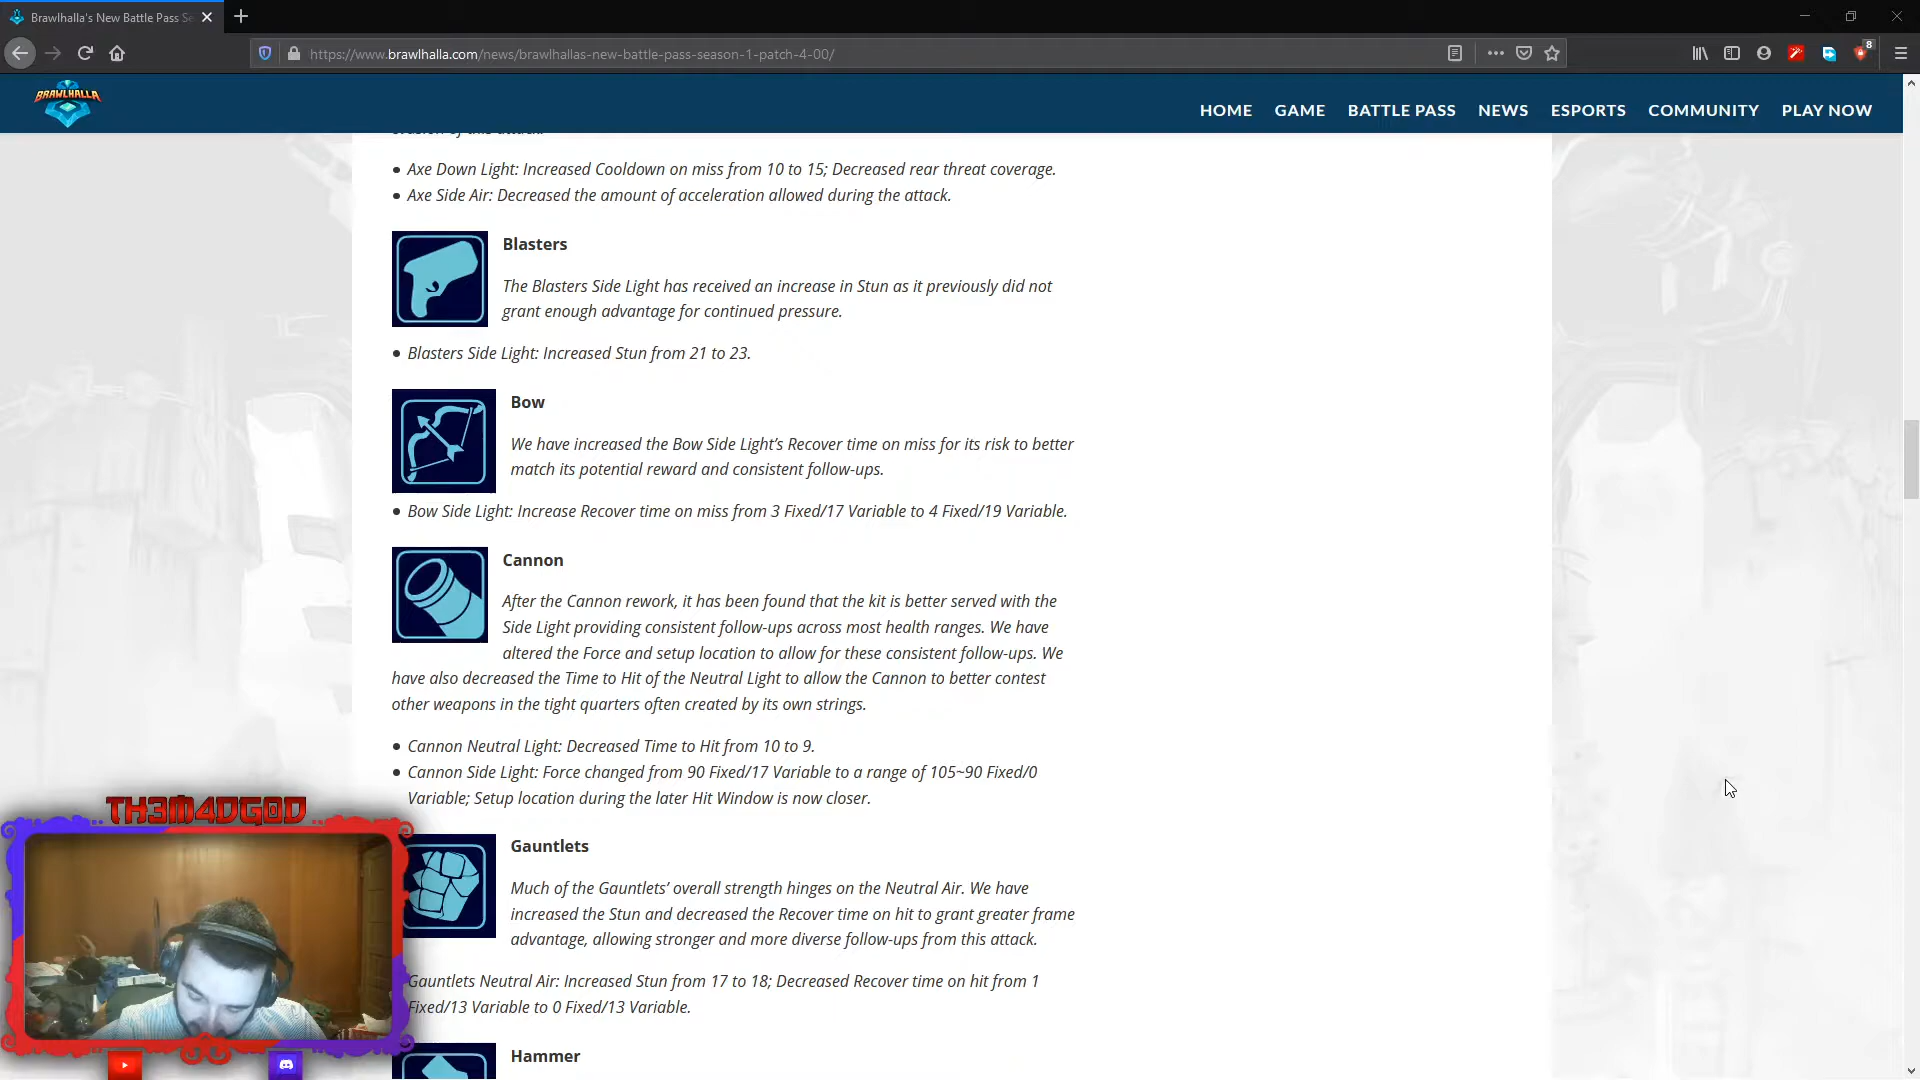 Brawlhalla's New Battle Pass Se
https://www.brawlhalla.com/news/brawlhallas-new-battle-pass-season-1-patch-4-00/
8
BRAWLHALLA
HOME GAME BATTLE PASS NEWS ESPORTS COMMUNITY PLAY NOW
evasion of this attack.
• Axe Down Light: Increased Cooldown on miss from 10 to 15; Decreased rear threat coverage.
• Axe Side Air: Decreased the amount of acceleration allowed during the attack.
Blasters
The Blasters Side Light has received an increase in Stun as it previously did not
grant enough advantage for continued pressure.
• Blasters Side Light: Increased Stun from 21 to 23.
Bow
We have increased the Bow Side Light’s Recover time on miss for its risk to better
match its potential reward and consistent follow-ups.
• Bow Side Light: Increase Recover time on miss from 3 Fixed/17 Variable to 4 Fixed/19 Variable.
Cannon
After the Cannon rework, it has been found that the kit is better served with the
Side Light providing consistent follow-ups across most health ranges. We have
altered the Force and setup location to allow for these consistent follow-ups. We
have also decreased the Time to Hit of the Neutral Light to allow the Cannon to better contest
other weapons in the tight quarters often created by its own strings.
• Cannon Neutral Light: Decreased Time to Hit from 10 to 9.
• Cannon Side Light: Force changed from 90 Fixed/17 Variable to a range of 105~90 Fixed/0
Variable; Setup location during the later Hit Window is now closer.
TH3M4DG0D
Gauntlets
Much of the Gauntlets’ overall strength hinges on the Neutral Air. We have
increased the Stun and decreased the Recover time on hit to grant greater frame
advantage, allowing stronger and more diverse follow-ups from this attack.
Gauntlets Neutral Air: Increased Stun from 17 to 18; Decreased Recover time on hit from 1
Fixed/13 Variable to 0 Fixed/13 Variable.
Hammer